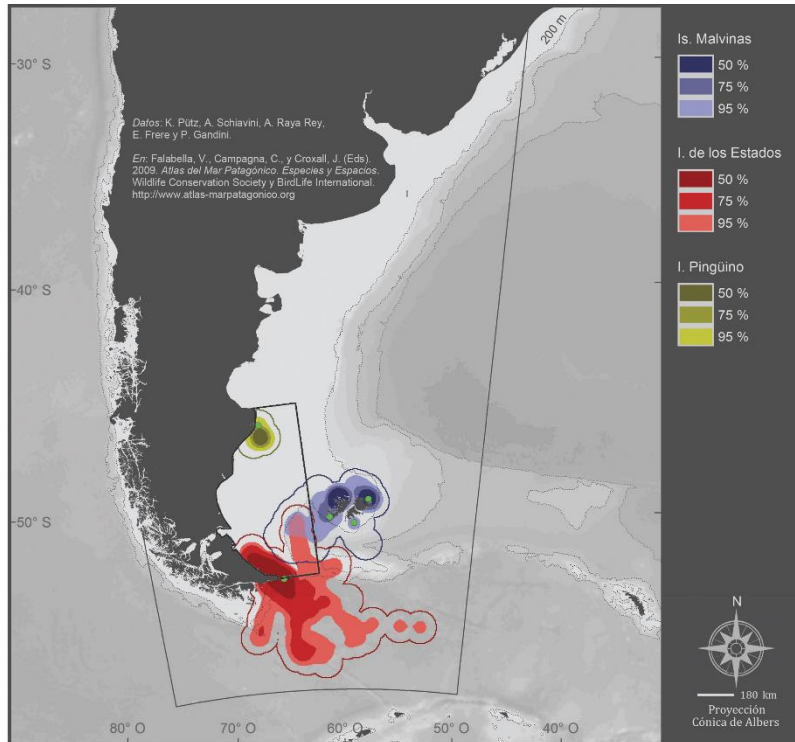 200 m
30° S
Datos: K. Pütz, A. Schiavini, A. Raya Rey,
E. Frere y P. Gandini.
En: Falabella, V., Campagna, C., y Croxall, J. (Eds).
2009. Atlas del Mar Patagónico. Especies y Espacios.
Wildlife Conservation Society y BirdLife International.
http://www.atlas-marpatagonico.org
40° S
50° S
80° O
70° O
60° O
50° O
40° O
Is. Malvinas
50 %
75 %
95 %
I. de los Estados
50 %
75 %
95 %
I. Pingüino
50 %
75 %
95 %
N
180 km
Proyección
Cónica de Albers